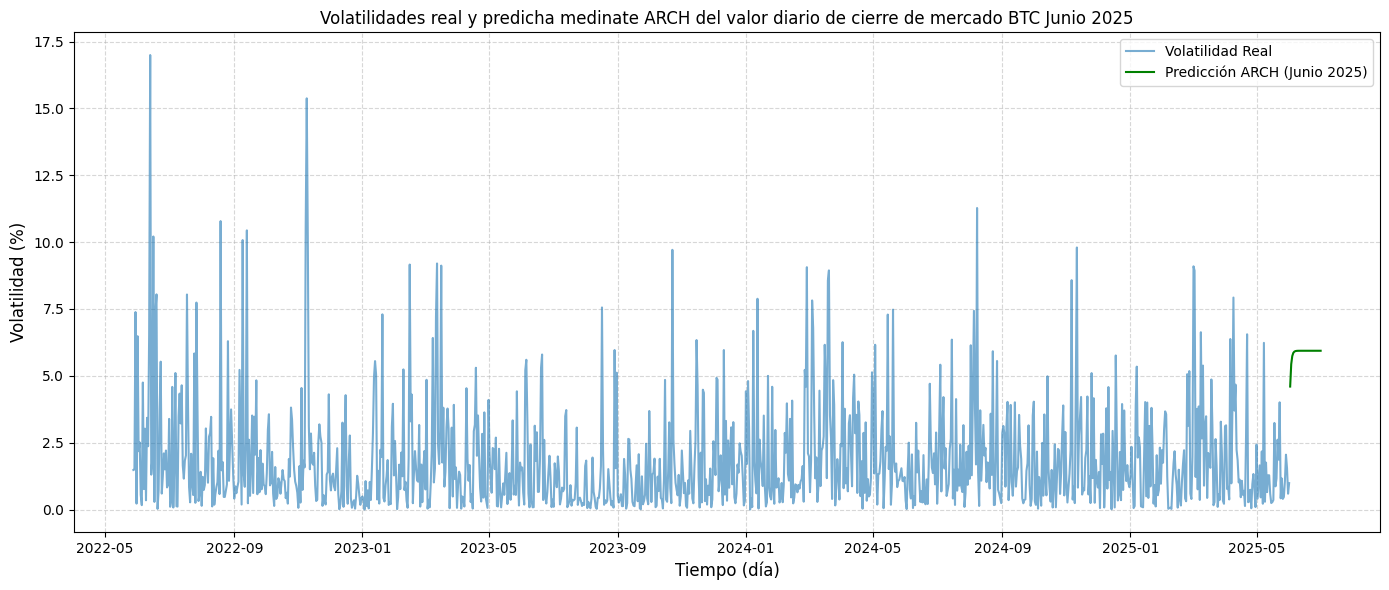 Volatilidades real y predicha medinate ARCH del valor diario de cierre de mercado BTC Junio 2025
Volatilidad Real
Predicción ARCH (Junio 2025)
Volatilidad (%)
17.5
15.0
12.5
10.0
7.5
5.0
2.5
0.0
2022-05 2022-09 2023-01 2023-05 2023-09 2024-01 2024-05 2024-09 2025-01 2025-05
Tiempo (día)